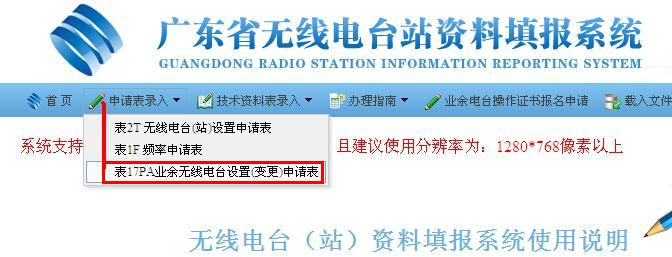 广东省无线电台站资料填报系统
GUANGDONG RADIO STATION INFORMATION REPORTING SYSTEM
首 页 申请表录入 技术资料表录入 办理指南 业余电台操作证书报名申请 载入文件
表2T 无线电台(站)设置申请表
系统支持 且建议使用分辨率为：1280*768像素以上
表1F 频率申请表
表17PA业余无线电台设置(变更)申请表
无线电台（站）资料填报系统使用说明